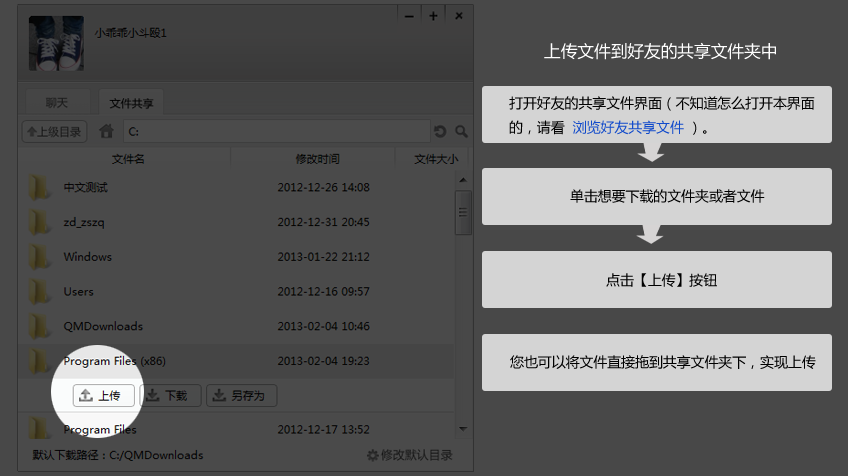 小乖乖小斗殴1
聊天 文件共享
上级目录 C:
文件名 修改时间 文件大小
中文测试 2012-12-26 14:08
zd_zszq 2012-12-31 20:45
Windows 2013-01-22 21:12
Users 2012-12-16 09:57
QMDownloads 2013-02-04 10:46
Program Files (x86) 2013-02-04 19:23
上传 下载 另存为
Program Files 2012-12-17 13:52
默认下载路径：C:/QMDownloads 修改默认目录
上传文件到好友的共享文件夹中
打开好友的共享文件界面（不知道怎么打开本界面
的，请看 浏览好友共享文件 ）。
单击想要下载的文件夹或者文件
点击【上传】按钮
您也可以将文件直接拖到共享文件夹下，实现上传